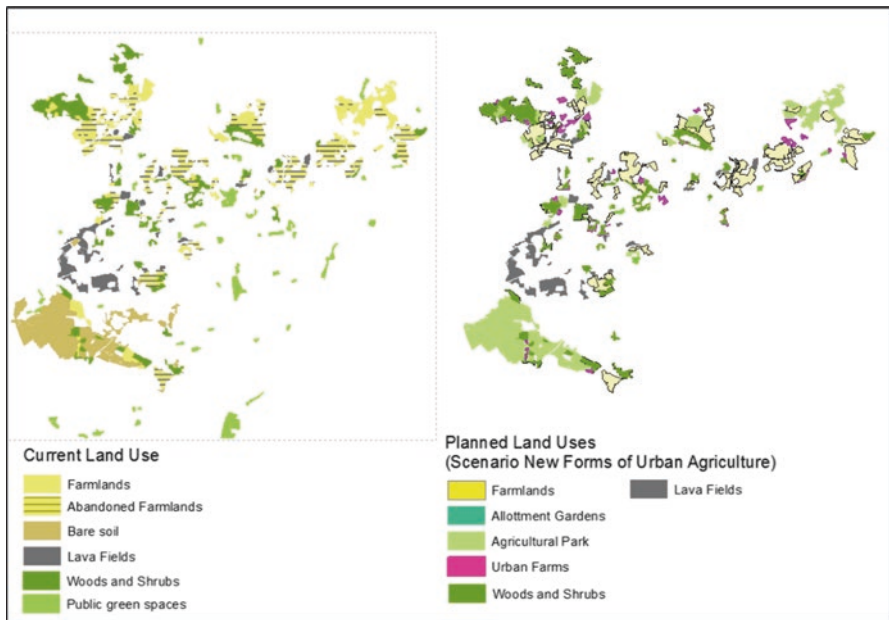 Current Land Use
Farmlands
Abandoned Farmlands
Bare soil
Lava Fields
Woods and Shrubs
Public green spaces
Planned Land Uses
(Scenario New Forms of Urban Agriculture)
Farmlands
Allottment Gardens
Agricultural Park
Urban Farms
Woods and Shrubs
Lava Fields